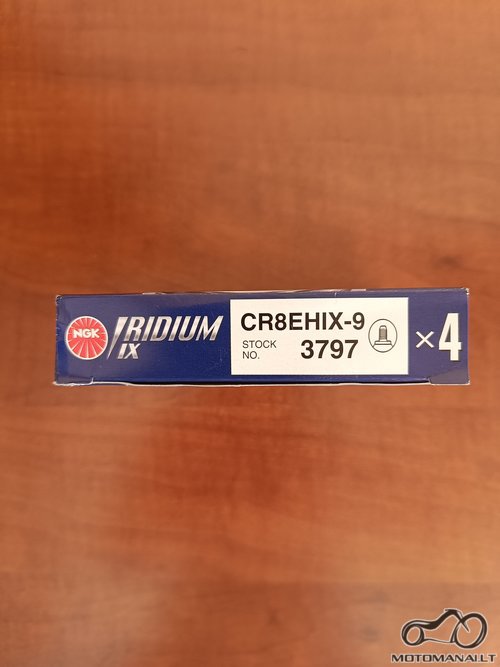 NGK
IRIDIUM
IX
CR8EHIX-9
STOCK
NO.
3797
×4
MOTOMANAI.LT